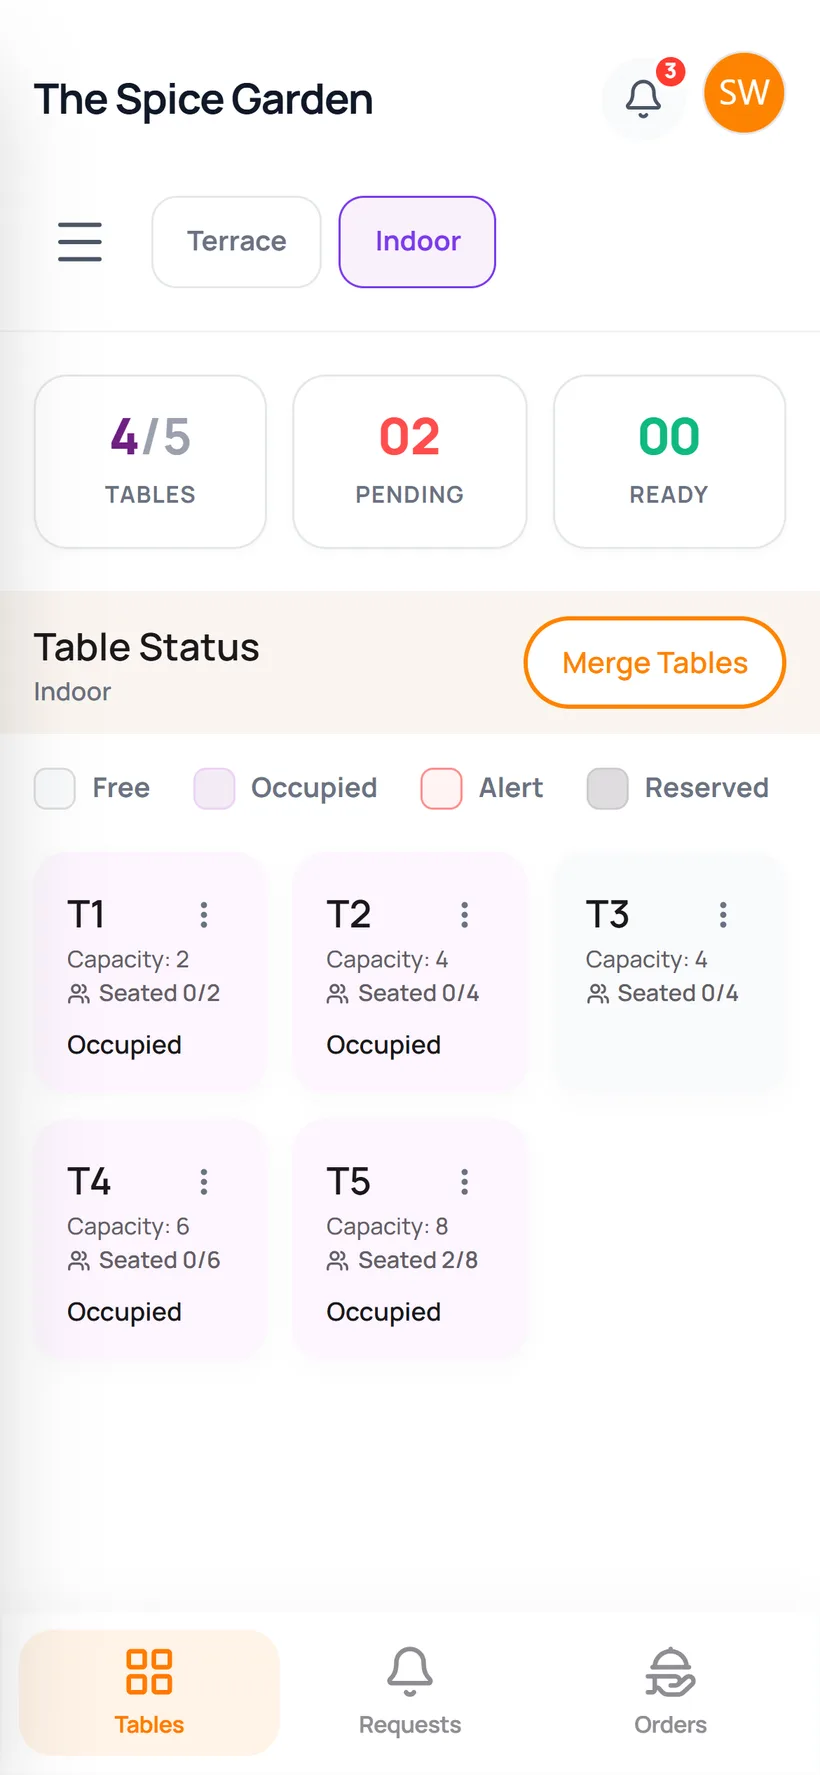 The Spice Garden
3
SW
Terrace
Indoor
4/5
TABLES
02
PENDING
00
READY
Table Status
Indoor
Merge Tables
Free
Occupied
Alert
Reserved
T1
Capacity: 2
Seated 0/2
Occupied
T2
Capacity: 4
Seated 0/4
Occupied
T3
Capacity: 4
Seated 0/4
T4
Capacity: 6
Seated 0/6
Occupied
T5
Capacity: 8
Seated 2/8
Occupied
Tables
Requests
Orders